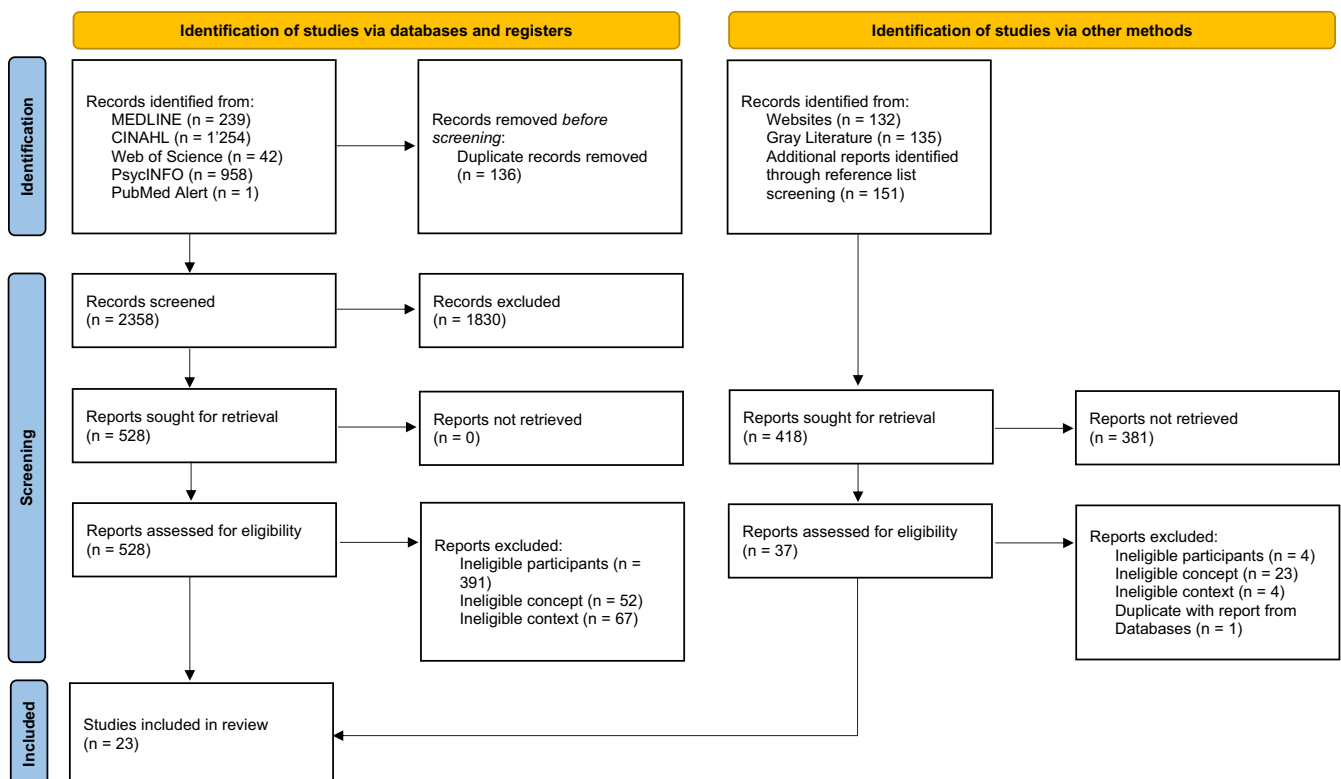 Identification of studies via databases and registers
Identification of studies via other methods
Identification
Records identified from:
MEDLINE (n = 239)
CINAHL (n = 1'254)
Web of Science (n = 42)
PsycINFO (n = 958)
PubMed Alert (n = 1)
Records removed before
screening:
Duplicate records removed
(n = 136)
Records identified from:
Websites (n = 132)
Gray Literature (n = 135)
Additional reports identified
through reference list
screening (n = 151)
Screening
Records screened
(n = 2358)
Records excluded
(n = 1830)
Reports sought for retrieval
(n = 528)
Reports not retrieved
(n = 0)
Reports sought for retrieval
(n = 418)
Reports not retrieved
(n = 381)
Reports assessed for eligibility
(n = 528)
Reports excluded:
Ineligible participants (n =
391)
Ineligible concept (n = 52)
Ineligible context (n = 67)
Reports assessed for eligibility
(n = 37)
Reports excluded:
Ineligible participants (n = 4)
Ineligible concept (n = 23)
Ineligible context (n = 4)
Duplicate with report from
Databases (n = 1)
Included
Studies included in review
(n = 23)